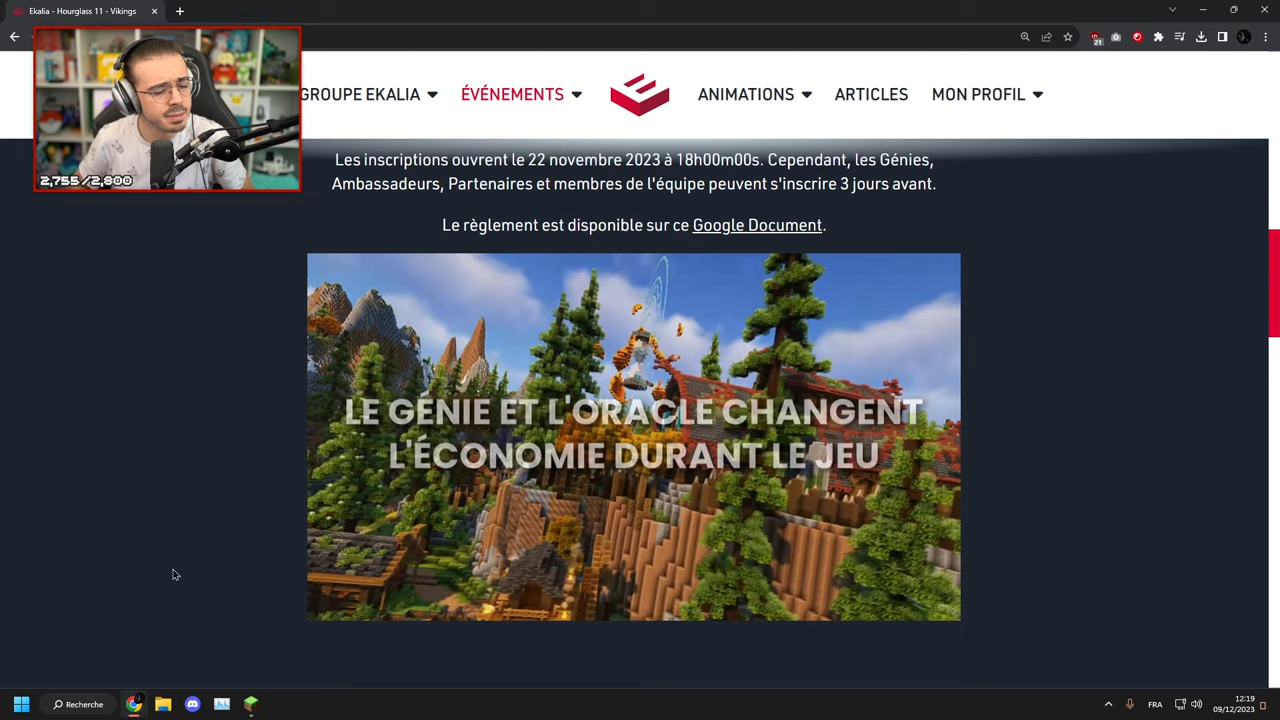 Ekalia - Hourglass 11 - Vikings
21
GROUPE EKALIA
ÉVÉNEMENTS
ANIMATIONS
ARTICLES
MON PROFIL
2,755/2,800
Les inscriptions ouvrent le 22 novembre 2023 à 18h00m00s. Cependant, les Génies,
Ambassadeurs, Partenaires et membres de l'équipe peuvent s'inscrire 3 jours avant.
Le règlement est disponible sur ce Google Document.
LE GÉNIE ET L'ORACLE CHANGENT
L'ÉCONOMIE DURANT LE JEU
Recherche
FRA
12:19
09/12/2023